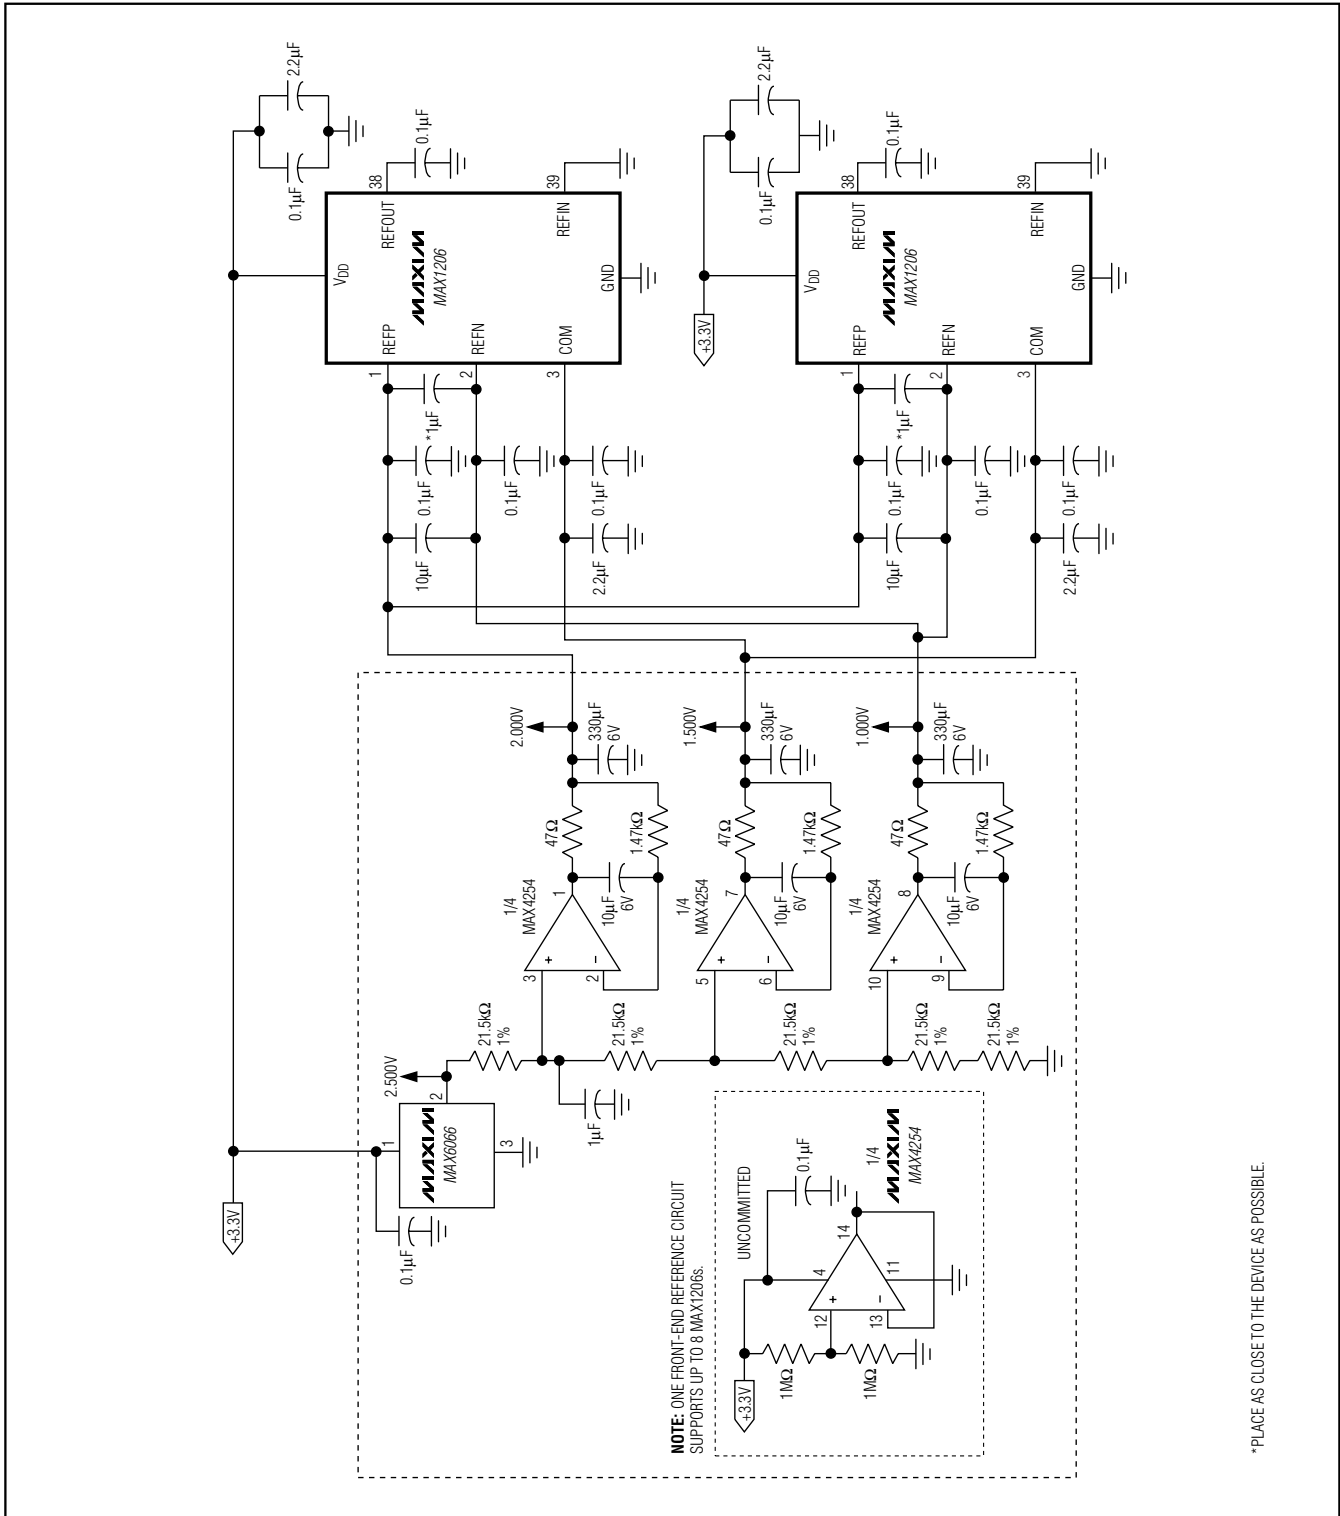 +3.3V
0.1µF
1
MAXIM
MAX6066
3
2
2.500V
21.5kΩ
1%
1µF
21.5kΩ
1%
21.5kΩ
1%
21.5kΩ
1%
21.5kΩ
1%
3
+
2
−
1/4
MAX4254
1
47Ω
10µF
6V
1.47kΩ
2.000V
330µF
6V
5
+
6
−
1/4
MAX4254
7
47Ω
10µF
6V
1.47kΩ
1.500V
330µF
6V
10
+
9
−
1/4
MAX4254
8
47Ω
10µF
6V
1.47kΩ
1.000V
330µF
6V
NOTE: ONE FRONT-END REFERENCE CIRCUIT
SUPPORTS UP TO 8 MAX1206s.
UNCOMMITTED
+3.3V
1MΩ
1MΩ
12
+
13
−
4
11
14
0.1µF
1/4
MAXIM
MAX4254
10µF
0.1µF
*1µF
0.1µF
2.2µF
0.1µF
1
REFP
2
REFN
3
COM
VDD
MAXIM
MAX1206
GND
REFOUT
38
0.1µF
REFIN
39
0.1µF
2.2µF
+3.3V
10µF
0.1µF
*1µF
0.1µF
2.2µF
0.1µF
1
REFP
2
REFN
3
COM
VDD
MAXIM
MAX1206
GND
REFOUT
38
0.1µF
REFIN
39
0.1µF
2.2µF
*PLACE AS CLOSE TO THE DEVICE AS POSSIBLE.